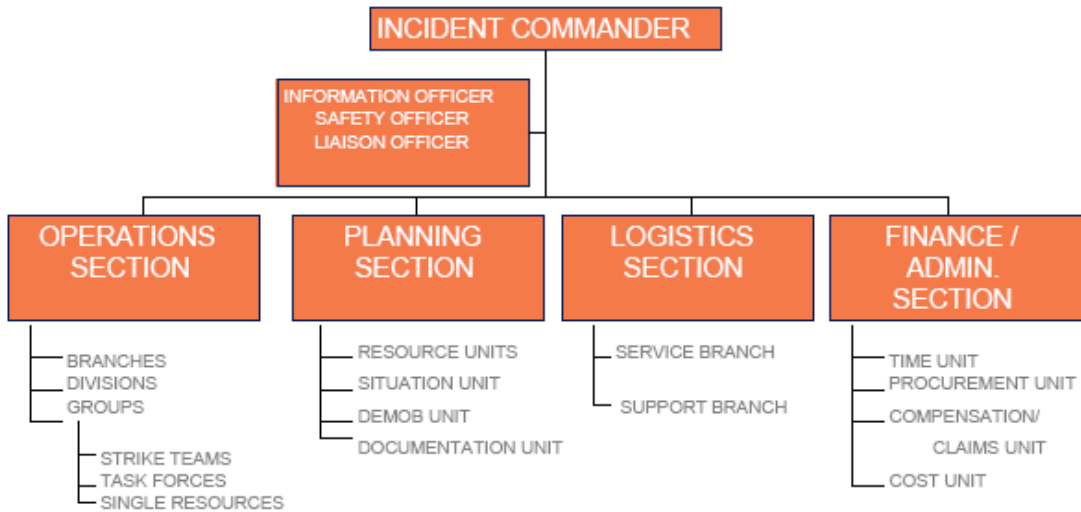 INCIDENT COMMANDER
INFORMATION OFFICER
SAFETY OFFICER
LIAISON OFFICER
OPERATIONS
SECTION
PLANNING
SECTION
LOGISTICS
SECTION
FINANCE /
ADMIN.
SECTION
BRANCHES
DIVISIONS
GROUPS
STRIKE TEAMS
TASK FORCES
SINGLE RESOURCES
RESOURCE UNITS
SITUATION UNIT
DEMOB UNIT
DOCUMENTATION UNIT
SERVICE BRANCH
SUPPORT BRANCH
TIME UNIT
PROCUREMENT UNIT
COMPENSATION/
CLAIMS UNIT
COST UNIT